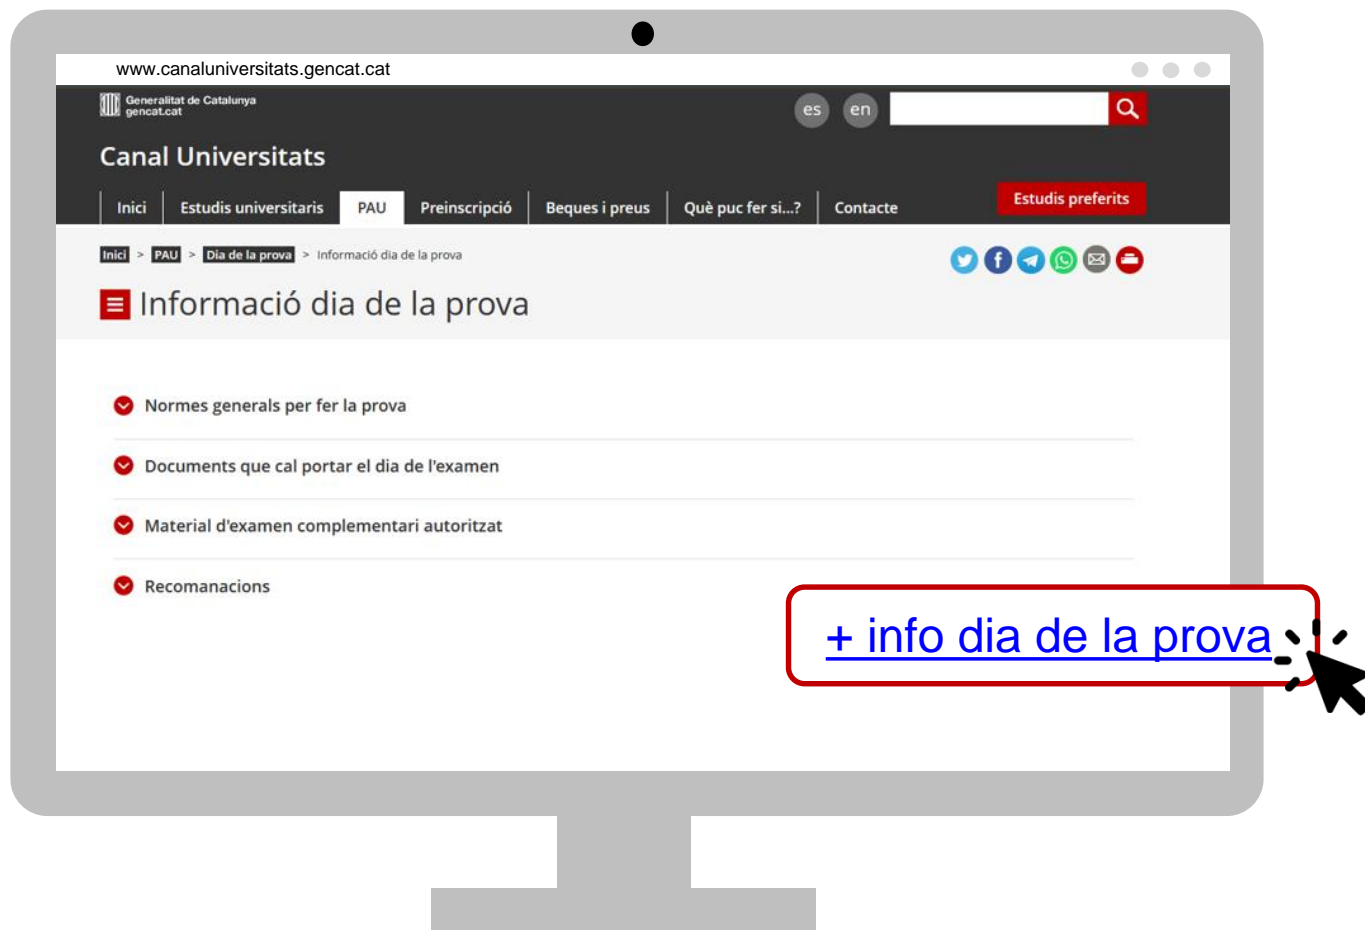 www.canaluniversitats.gencat.cat
Generalitat de Catalunya
gencat.cat
es en
Canal Universitats
Inici Estudis universitaris PAU Preinscripció Beques i preus Què puc fer si...? Contacte Estudis preferits
Inici > PAU > Dia de la prova > Informació dia de la prova
Informació dia de la prova
Normes generals per fer la prova
Documents que cal portar el dia de l'examen
Material d'examen complementari autoritzat
Recomanacions
+ info dia de la prova